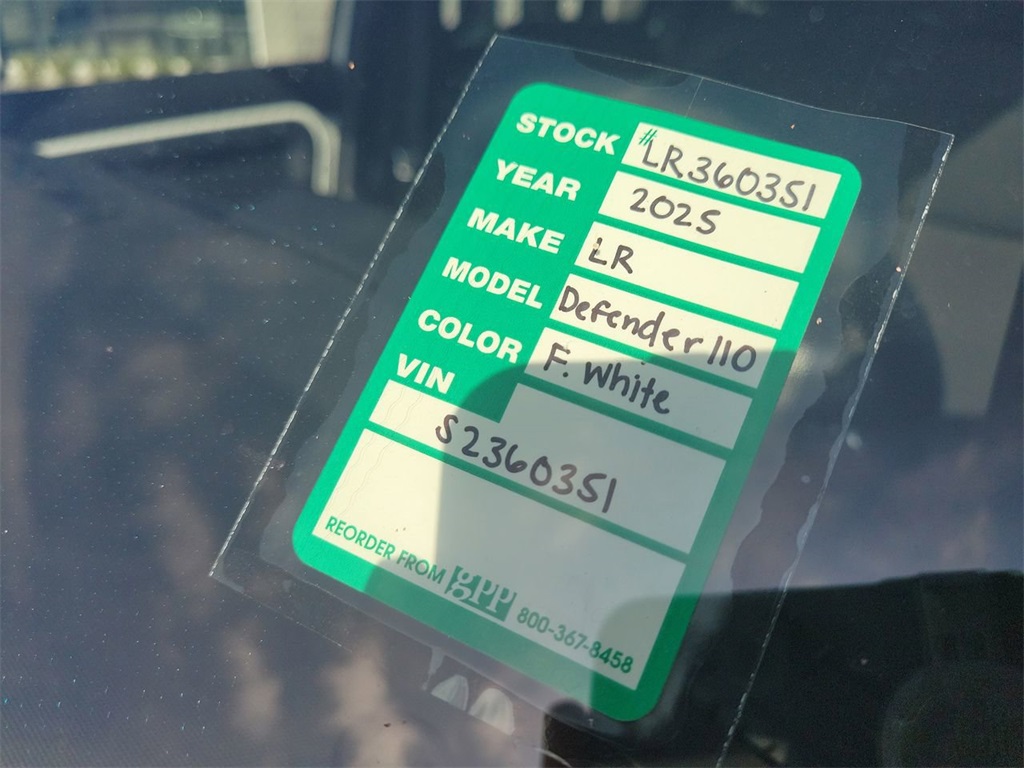 STOCK #LR360351
YEAR 2025
MAKE LR
MODEL Defender 110
COLOR F. White
VIN
S2360351
REORDER FROM gpp 800-367-8458